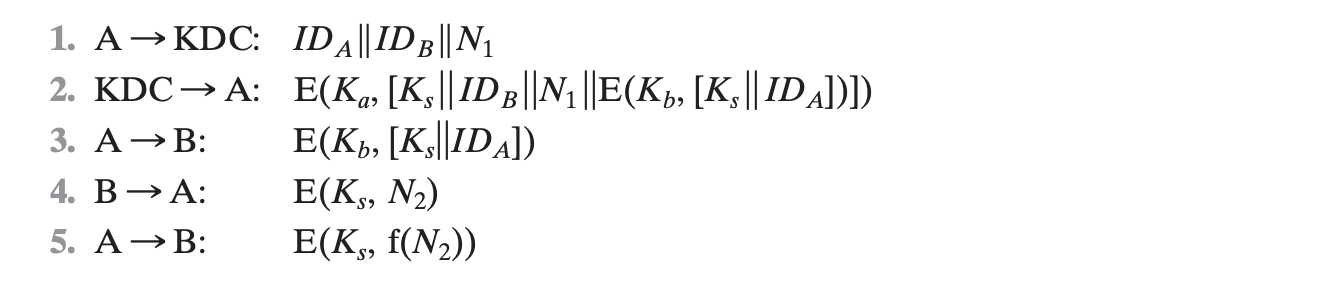 1. A → KDC: ID_A||ID_B||N_1
2. KDC → A: E(K_a, [K_s||ID_B||N_1||E(K_b, [K_s||ID_A])])
3. A → B: E(K_b, [K_s||ID_A])
4. B → A: E(K_s, N_2)
5. A → B: E(K_s, f(N_2))